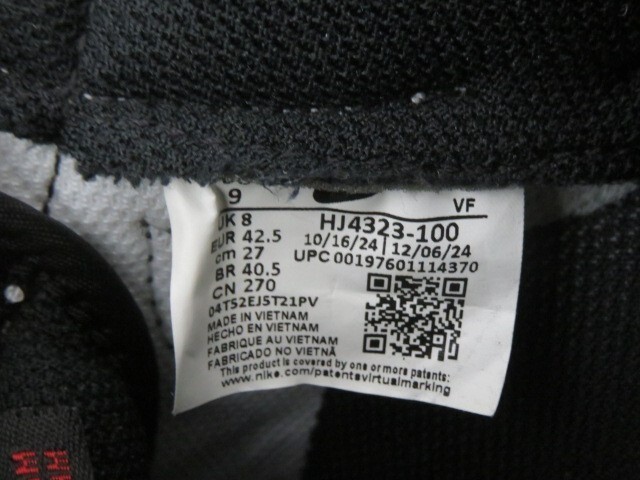 9
VF
UK 8
HJ4323-100
EUR 42.5
10/16/24 | 12/06/24
cm 27
UPC 00197601114370
BR 40.5
CN 270
04T52EJ5T21PV
MADE IN VIETNAM
HECHO EN VIETNAM
FABRIQUE AU VIETNAM
FABRICADO NO VIETNÃ
This product is covered by one or more patents:
www.nike.com/patentsvirtualmarking